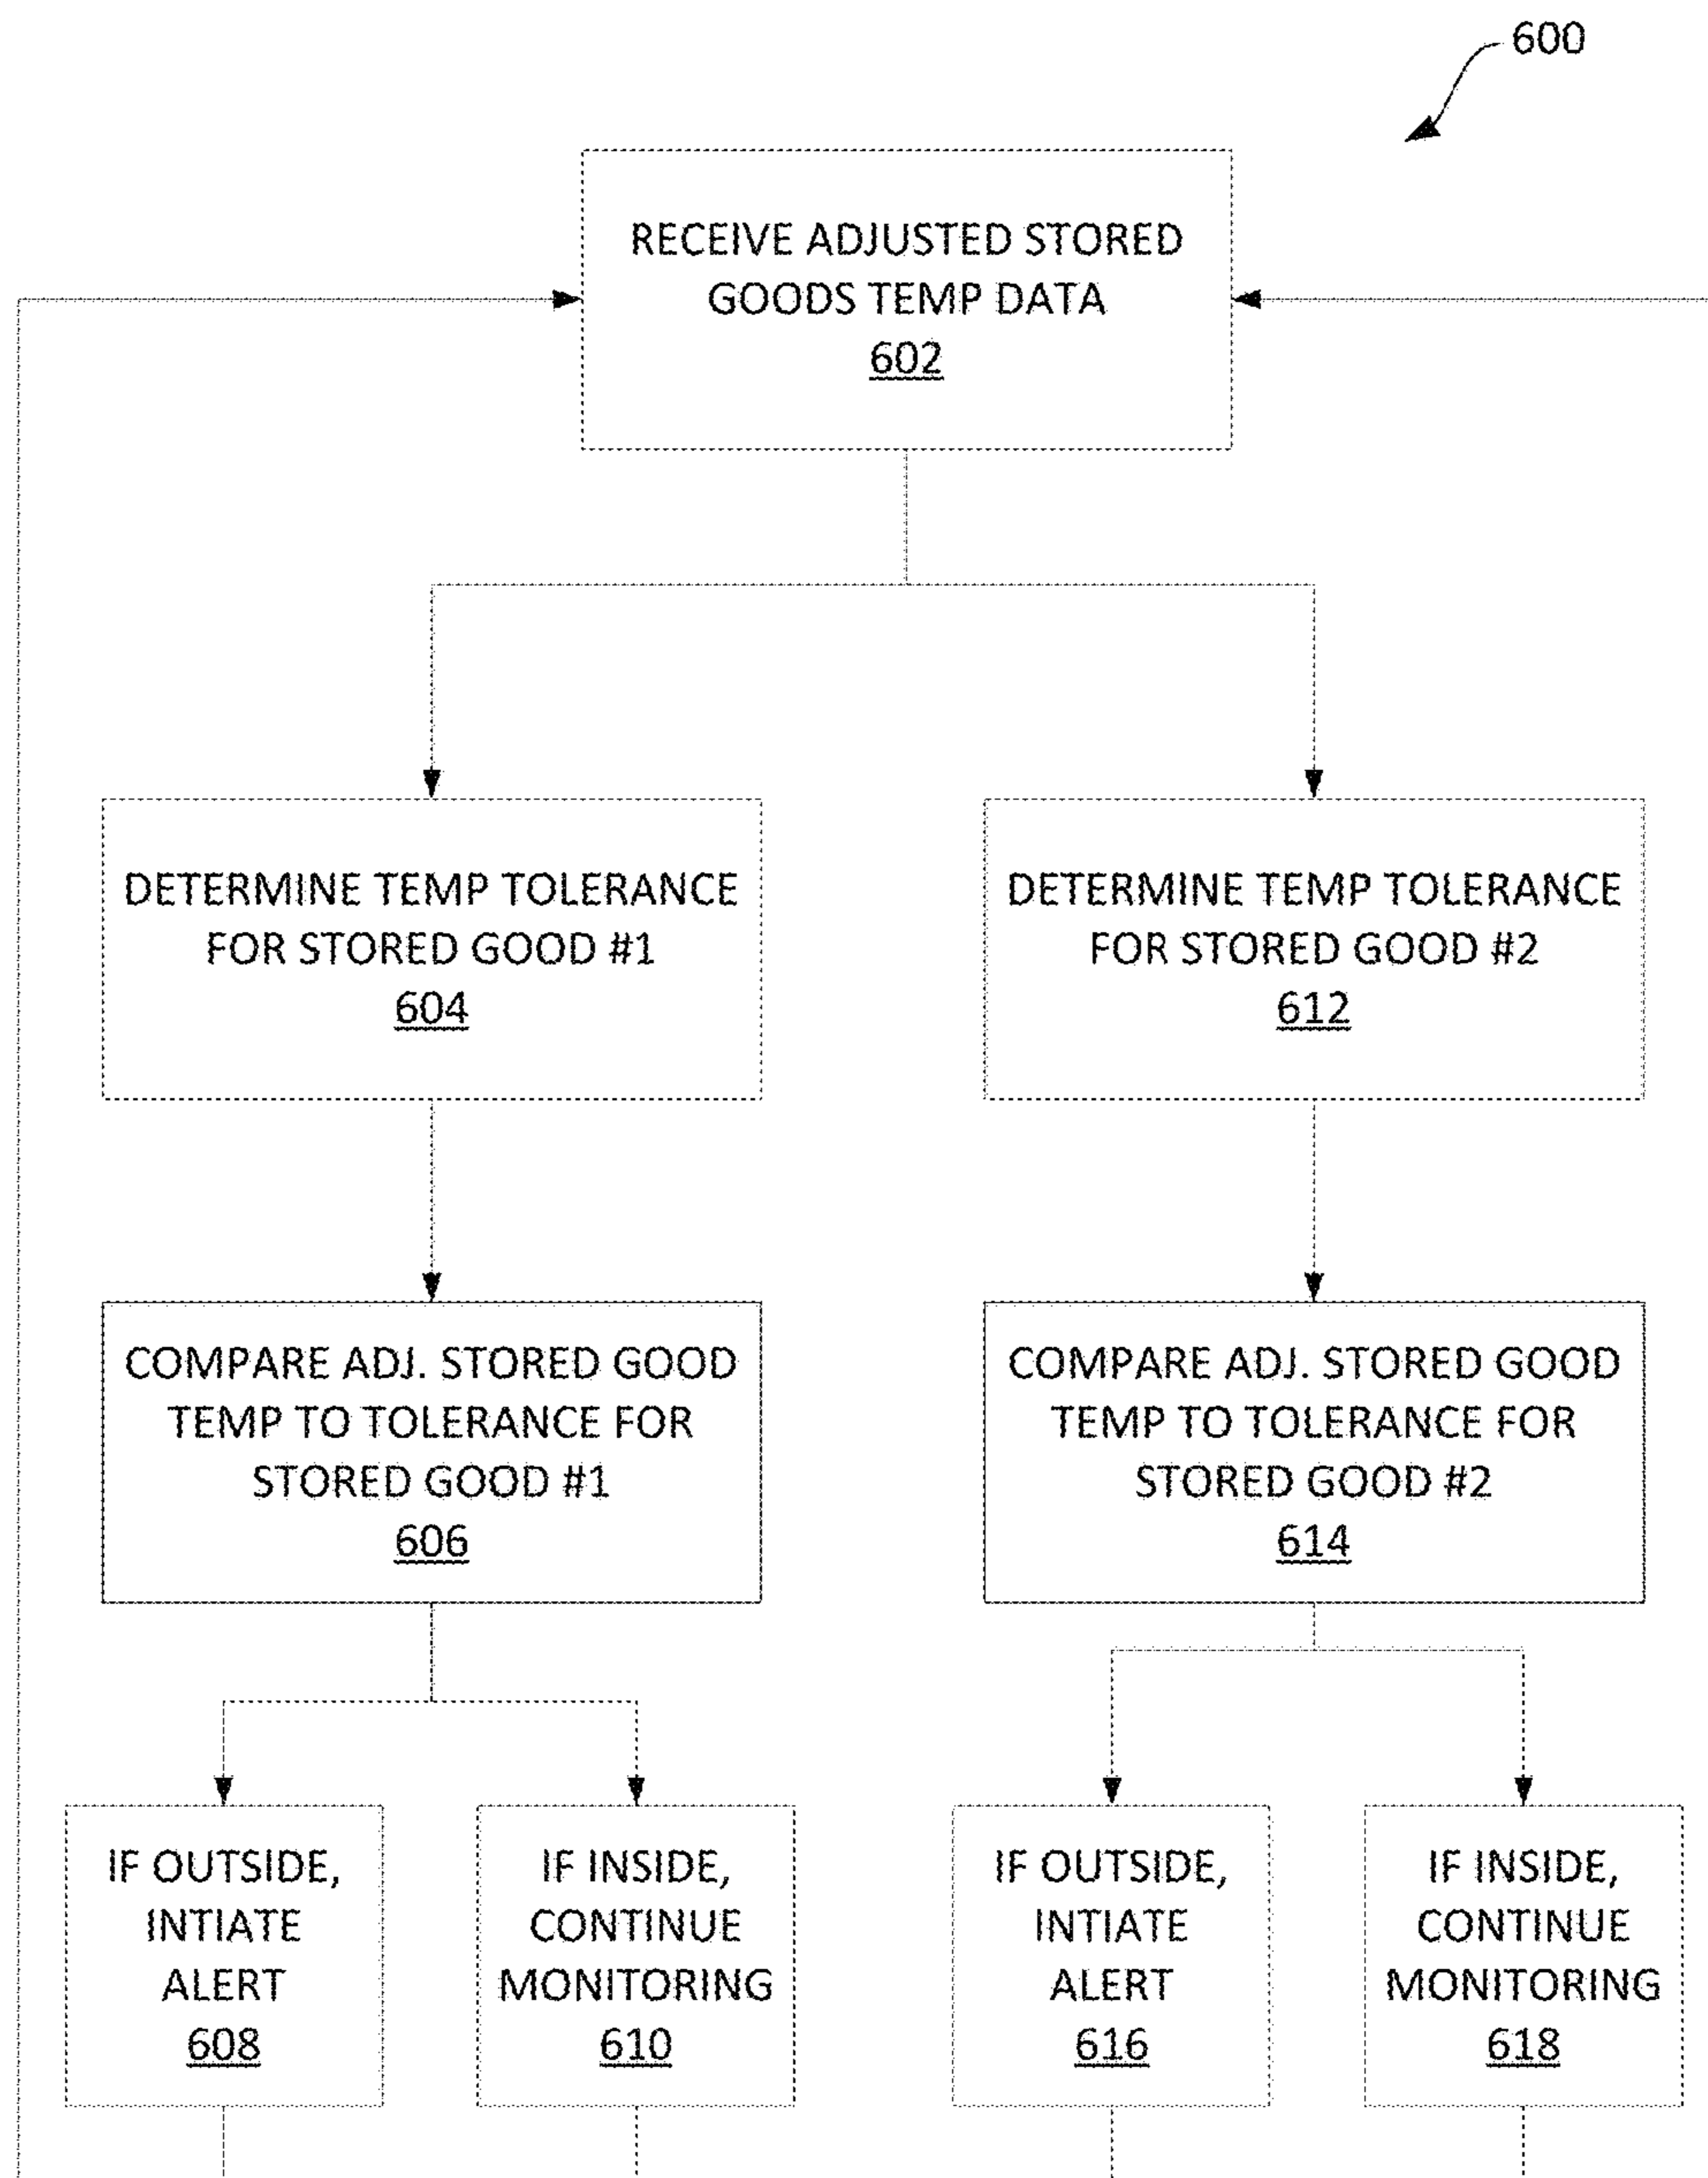 600
RECEIVE ADJUSTED STORED
GOODS TEMP DATA
602
DETERMINE TEMP TOLERANCE
FOR STORED GOOD #1
604
DETERMINE TEMP TOLERANCE
FOR STORED GOOD #2
612
COMPARE ADJ. STORED GOOD
TEMP TO TOLERANCE FOR
STORED GOOD #1
606
COMPARE ADJ. STORED GOOD
TEMP TO TOLERANCE FOR
STORED GOOD #2
614
IF OUTSIDE,
INTIATE
ALERT
608
IF INSIDE,
CONTINUE
MONITORING
610
IF OUTSIDE,
INTIATE
ALERT
616
IF INSIDE,
CONTINUE
MONITORING
618